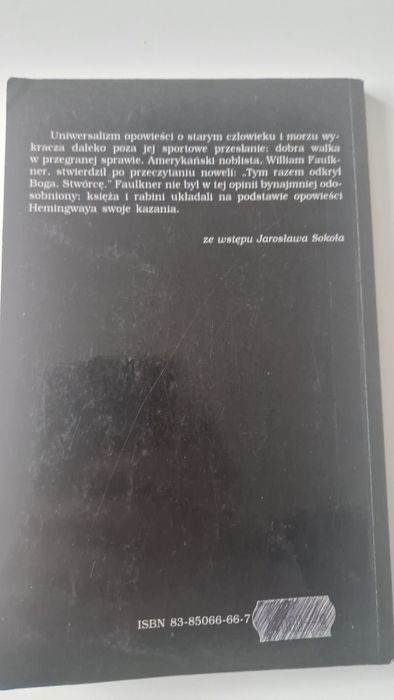 Uniwersalizm opowieści o starym człowieku i morzu wy-
kracza daleko poza jej sportowe przesłanie: dobra walka
w przegranej sprawie. Amerykański noblista, William Faulk-
ner, stwierdził po przeczytaniu noweli: „Tym razem odkrył
Boga, Stwórcę." Faulkner nie był w tej opinii bynajmniej odo-
sobniony; księża i rabini układali na podstawie opowieści
Hemingwaya swoje kazania.
ze wstępu Jarosława Sokoła
ISBN 83-85066-66-7